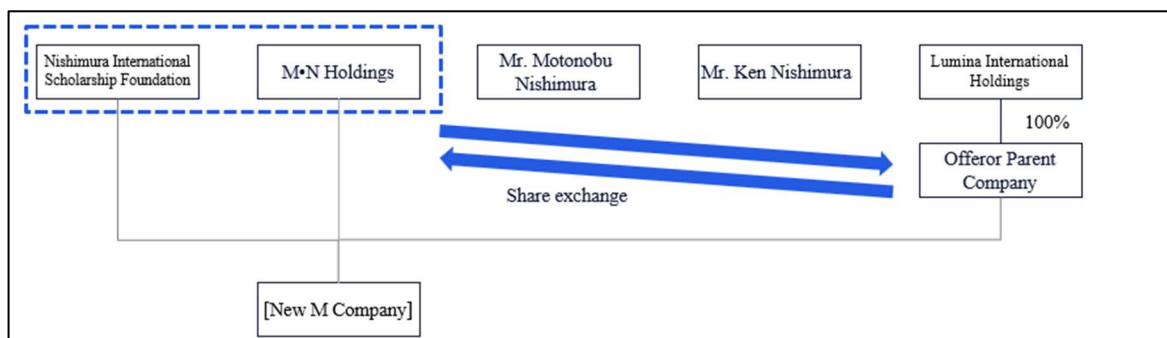 Nishimura International
Scholarship Foundation
M•N Holdings
Mr. Motonobu
Nishimura
Mr. Ken Nishimura
Lumina International
Holdings
100%
Offeror Parent
Company
Share exchange
[New M Company]